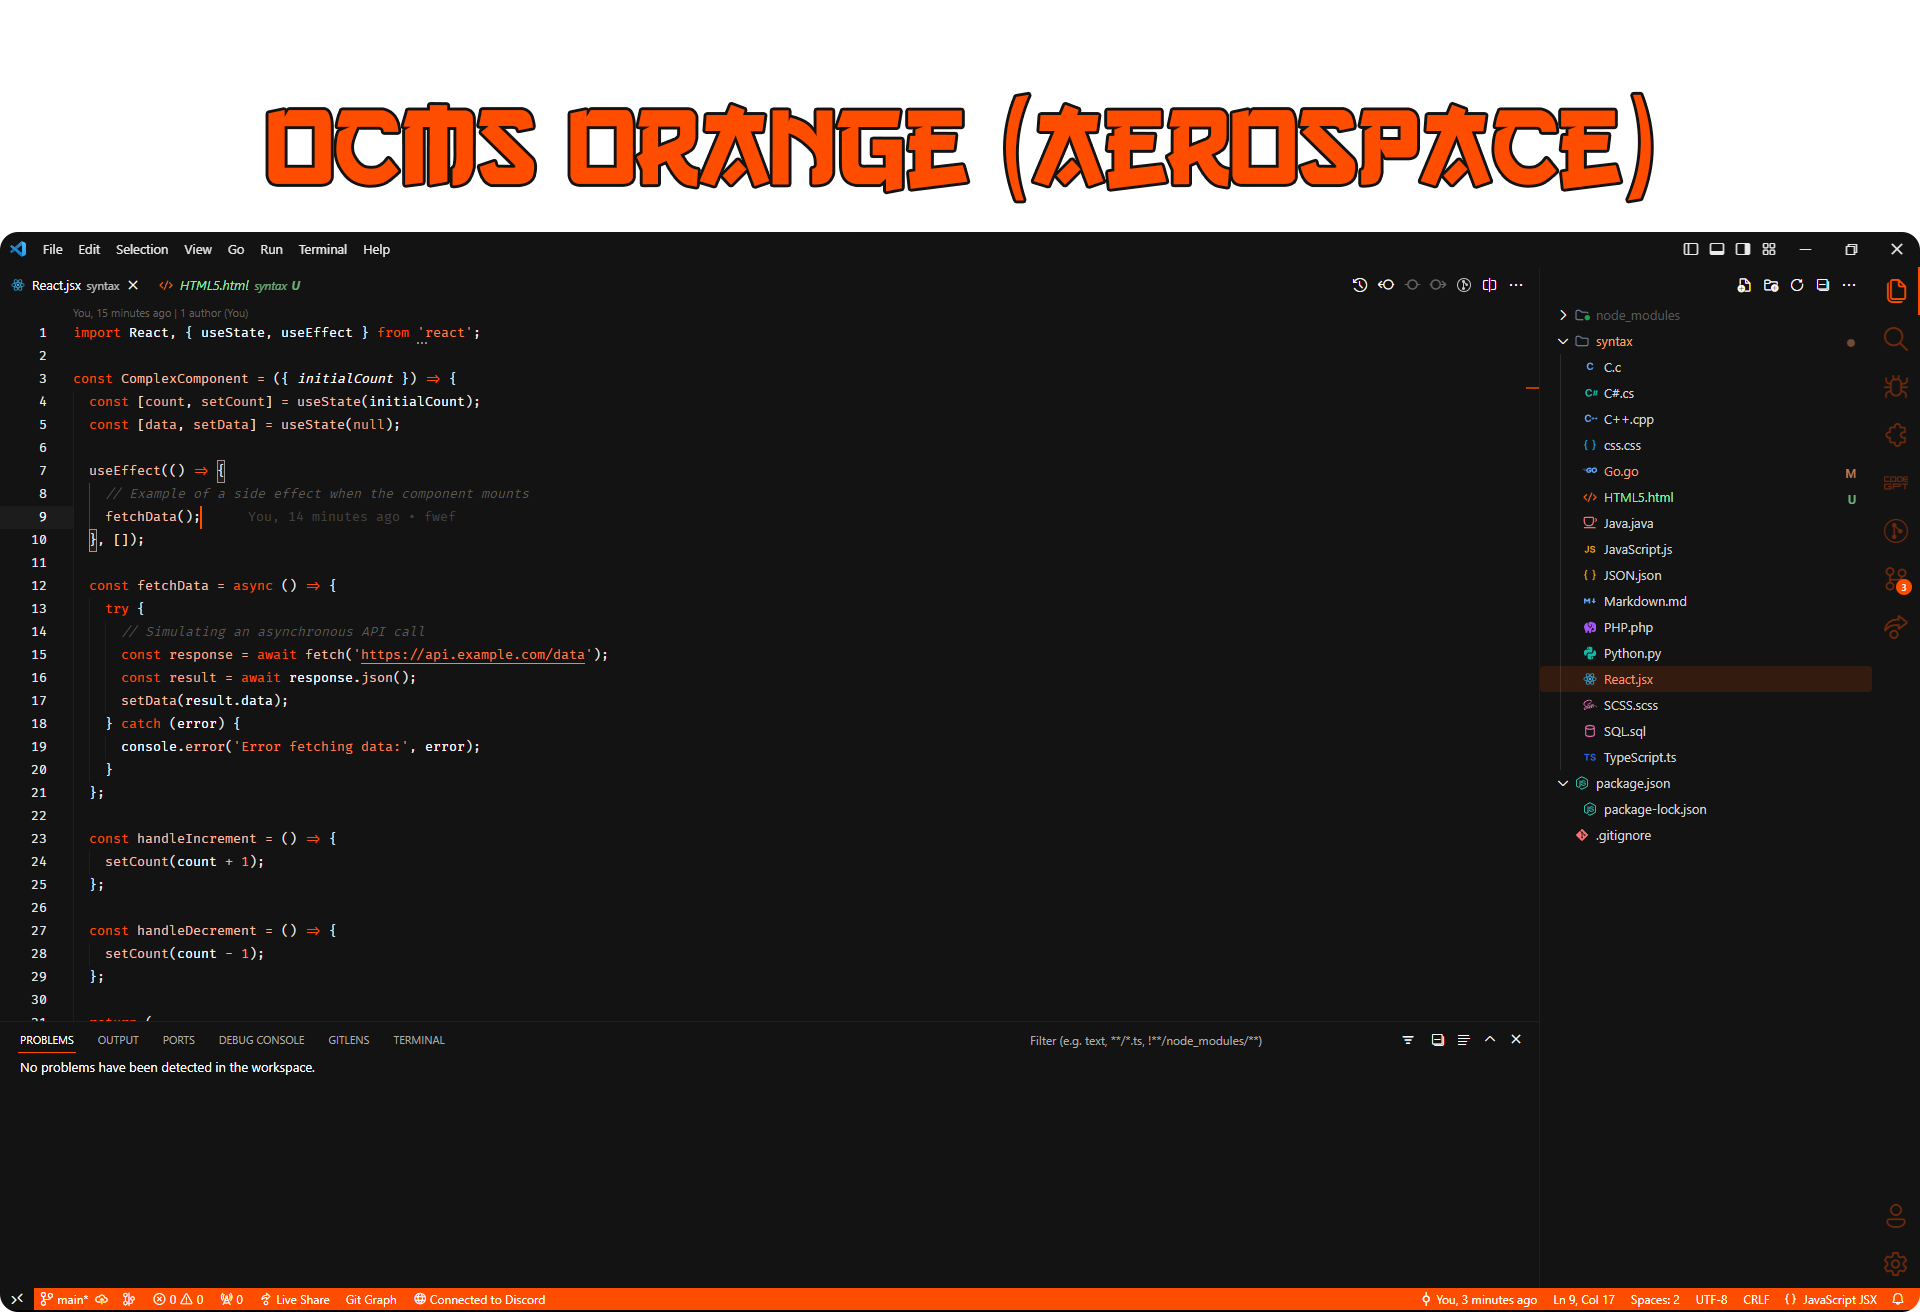 OCMS ORANGE (AEROSPACE)
File Edit Selection View Go Run Terminal Help
React.jsx syntax HTML5.html syntax U
You, 15 minutes ago | 1 author (You)
1 import React, { useState, useEffect } from 'react';
2
3 const ComplexComponent = ({ initialCount }) => {
4 const [count, setCount] = useState(initialCount);
5 const [data, setData] = useState(null);
6
7 useEffect(() => {
8 // Example of a side effect when the component mounts
9 fetchData(); You, 14 minutes ago • fwef
10 }, []);
11
12 const fetchData = async () => {
13 try {
14 // Simulating an asynchronous API call
15 const response = await fetch('https://api.example.com/data');
16 const result = await response.json();
17 setData(result.data);
18 } catch (error) {
19 console.error('Error fetching data:', error);
20 }
21 };
22
23 const handleIncrement = () => {
24 setCount(count + 1);
25 };
26
27 const handleDecrement = () => {
28 setCount(count - 1);
29 };
30
31 return (
node_modules
syntax
C C.c
C# C#.cs
C++ C++.cpp
{ } css.css
GO Go.go M
</> HTML5.html U
Java.java
JS JavaScript.js
{ } JSON.json
M↓ Markdown.md
PHP.php
Python.py
React.jsx
SCSS.scss
SQL.sql
TS TypeScript.ts
package.json
package-lock.json
.gitignore
CODE GPT
3
PROBLEMS OUTPUT PORTS DEBUG CONSOLE GITLENS TERMINAL Filter (e.g. text, **/*.ts, !**/node_modules/**)
No problems have been detected in the workspace.
main* 0 0 0 Live Share Git Graph Connected to Discord You, 3 minutes ago Ln 9, Col 17 Spaces: 2 UTF-8 CRLF { } JavaScript JSX